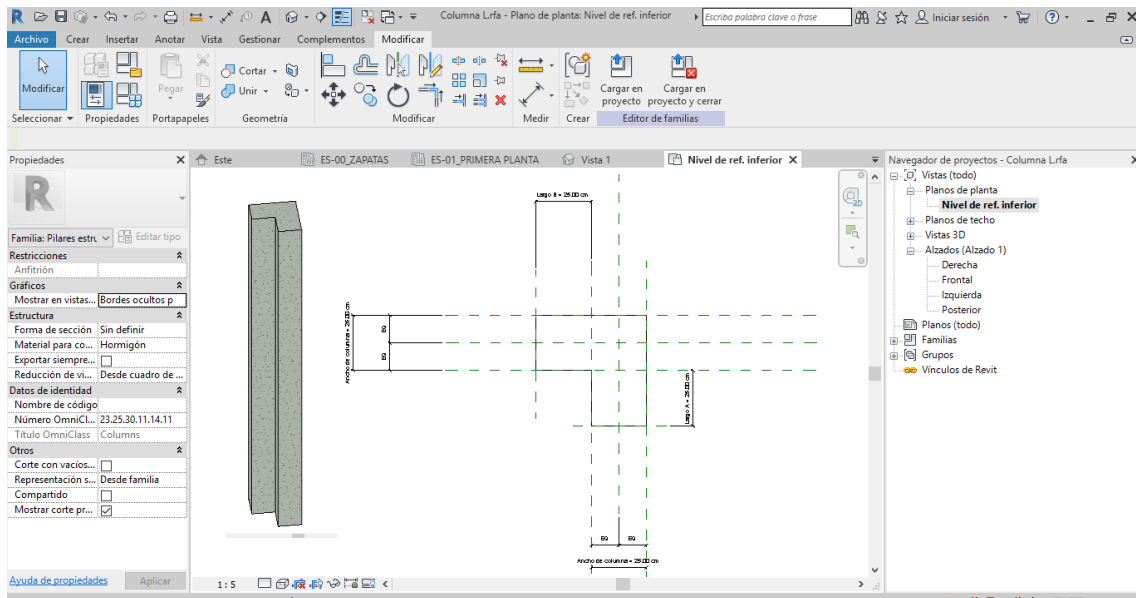 Columna L.rfa - Plano de planta: Nivel de ref. inferior
Escriba palabra clave o frase
Iniciar sesión
Archivo Crear Insertar Anotar Vista Gestionar Complementos Modificar
Modificar
Pegar
Cortar
Unir
Cargar en proyecto
Cargar en proyecto y cerrar
Seleccionar Propiedades Portapapeles Geometría Modificar Medir Crear Editor de familias
Propiedades
Este
ES-00_ZAPATAS
ES-01_PRIMERA PLANTA
Vista 1
Nivel de ref. inferior
Navegador de proyectos - Columna L.rfa
R
Familia: Pilares estru
Editar tipo
Restricciones
Anfitrión
Gráficos
Mostrar en vistas... Bordes ocultos p
Estructura
Forma de sección Sin definir
Material para co... Hormigón
Exportar siempre...
Reducción de vi... Desde cuadro de ...
Datos de identidad
Nombre de código
Número OmniCl... 23.25.30.11.14.11
Título OmniClass Columns
Otros
Corte con vacíos...
Representación s... Desde familia
Compartido
Mostrar corte pr...
Ayuda de propiedades
Aplicar
Largo B = 25.00 cm
Ancho de columna = 25.00 cm
EQ
EQ
Largo A = 25.00 cm
EQ EQ
Ancho de columna = 25.00 cm
2D
1 : 5
Vistas (todo)
Planos de planta
Nivel de ref. inferior
Planos de techo
Vistas 3D
Alzados (Alzado 1)
Derecha
Frontal
Izquierda
Posterior
Planos (todo)
Familias
Grupos
Vínculos de Revit